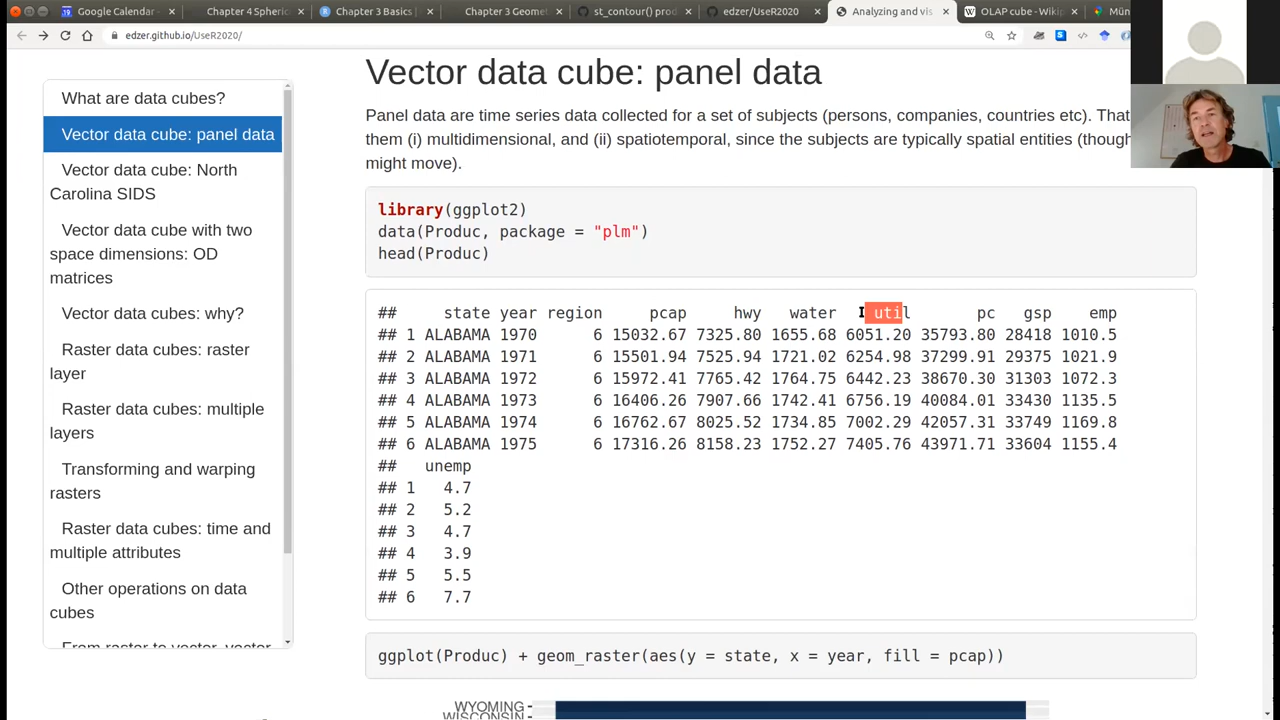 Google Calendar
Chapter 4 Spheric
Chapter 3 Basics
Chapter 3 Geomet
st_contour() prod
edzer/UseR2020
Analyzing and vis
OLAP cube - Wikip
Mün
edzer.github.io/UseR2020/
What are data cubes?
Vector data cube: panel data
Vector data cube: North
Carolina SIDS
Vector data cube with two
space dimensions: OD
matrices
Vector data cubes: why?
Raster data cubes: raster
layer
Raster data cubes: multiple
layers
Transforming and warping
rasters
Raster data cubes: time and
multiple attributes
Other operations on data
cubes
From raster to vector, vector
Vector data cube: panel data
Panel data are time series data collected for a set of subjects (persons, companies, countries etc). That
them (i) multidimensional, and (ii) spatiotemporal, since the subjects are typically spatial entities (though
might move).
library(ggplot2)
data(Produc, package = "plm")
head(Produc)
## state year region pcap hwy water util pc gsp emp
## 1 ALABAMA 1970 6 15032.67 7325.80 1655.68 6051.20 35793.80 28418 1010.5
## 2 ALABAMA 1971 6 15501.94 7525.94 1721.02 6254.98 37299.91 29375 1021.9
## 3 ALABAMA 1972 6 15972.41 7765.42 1764.75 6442.23 38670.30 31303 1072.3
## 4 ALABAMA 1973 6 16406.26 7907.66 1742.41 6756.19 40084.01 33430 1135.5
## 5 ALABAMA 1974 6 16762.67 8025.52 1734.85 7002.29 42057.31 33749 1169.8
## 6 ALABAMA 1975 6 17316.26 8158.23 1752.27 7405.76 43971.71 33604 1155.4
## unemp
## 1 4.7
## 2 5.2
## 3 4.7
## 4 3.9
## 5 5.5
## 6 7.7
ggplot(Produc) + geom_raster(aes(y = state, x = year, fill = pcap))
WYOMING
WISCONSIN